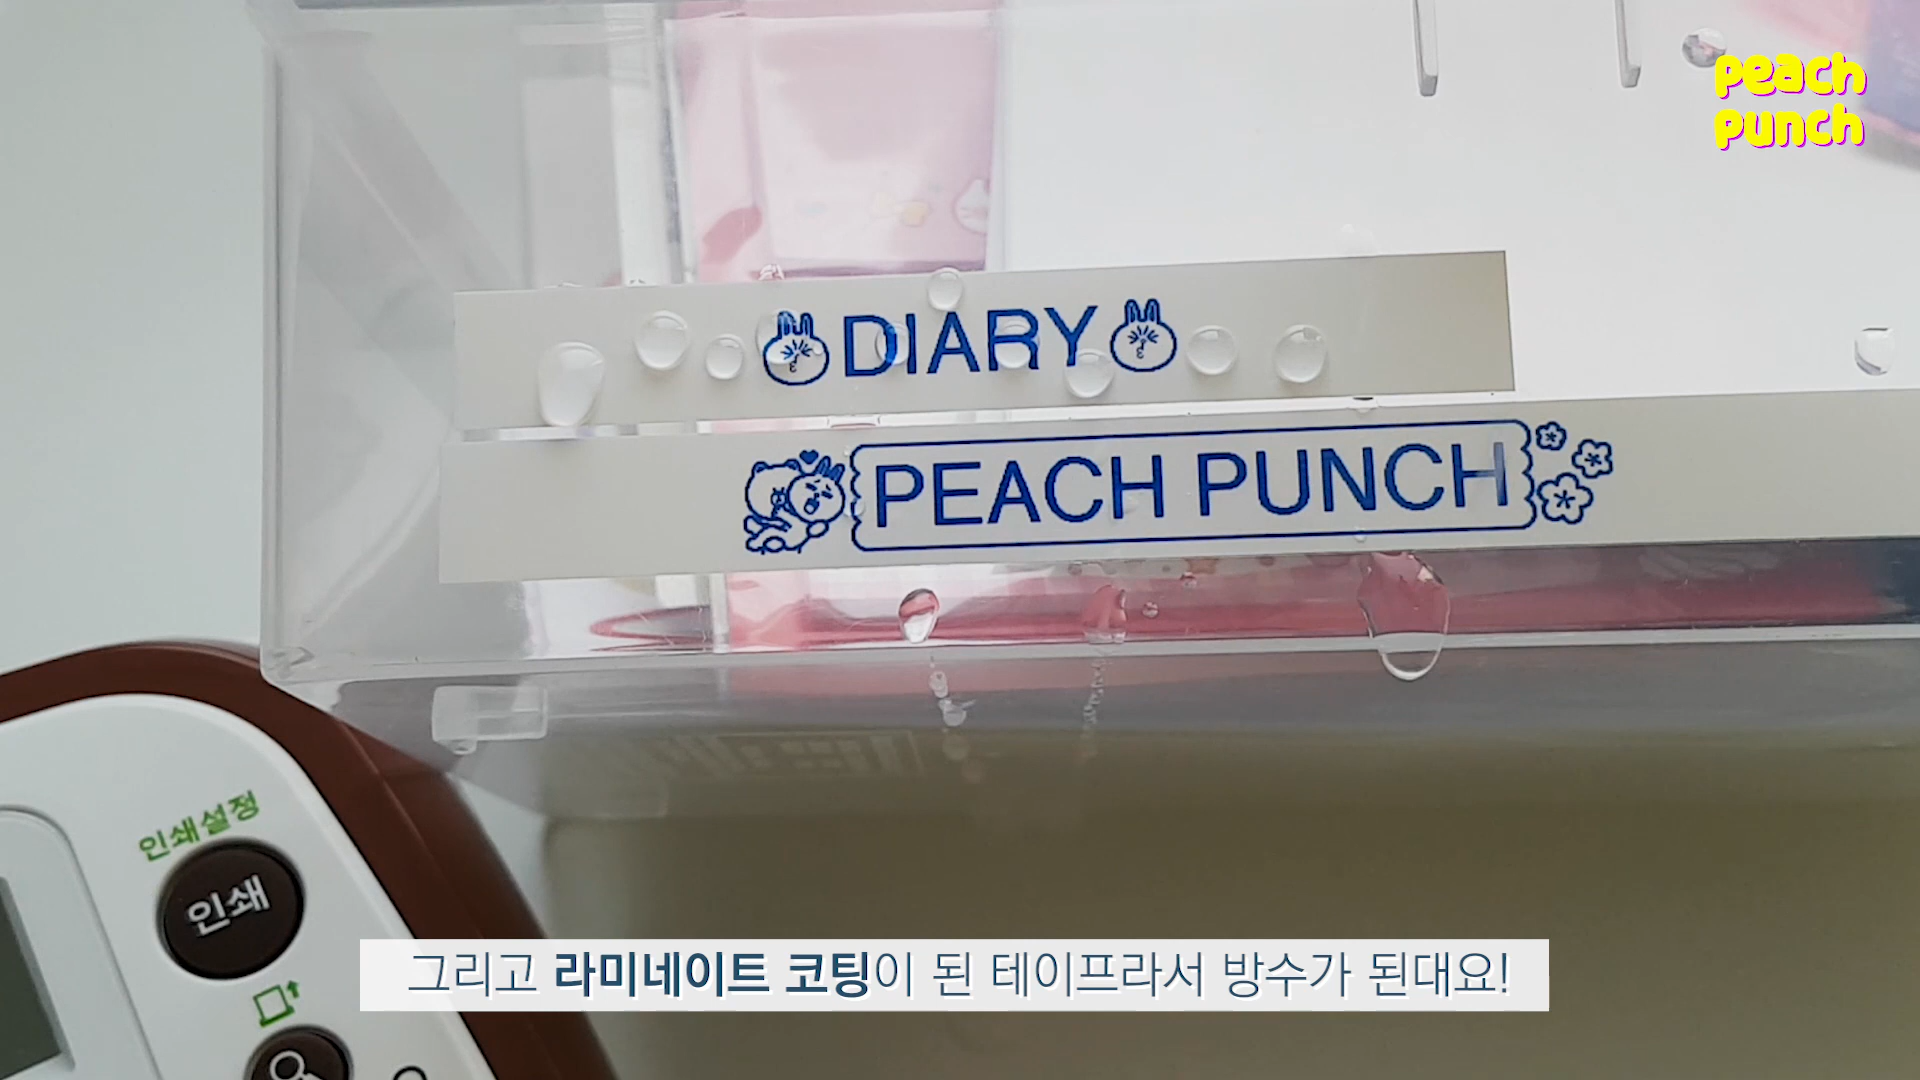 peach
punch
DIARY
PEACH PUNCH
인쇄설정
인쇄
그리고 라미네이트 코팅이 된 테이프라서 방수가 된대요!